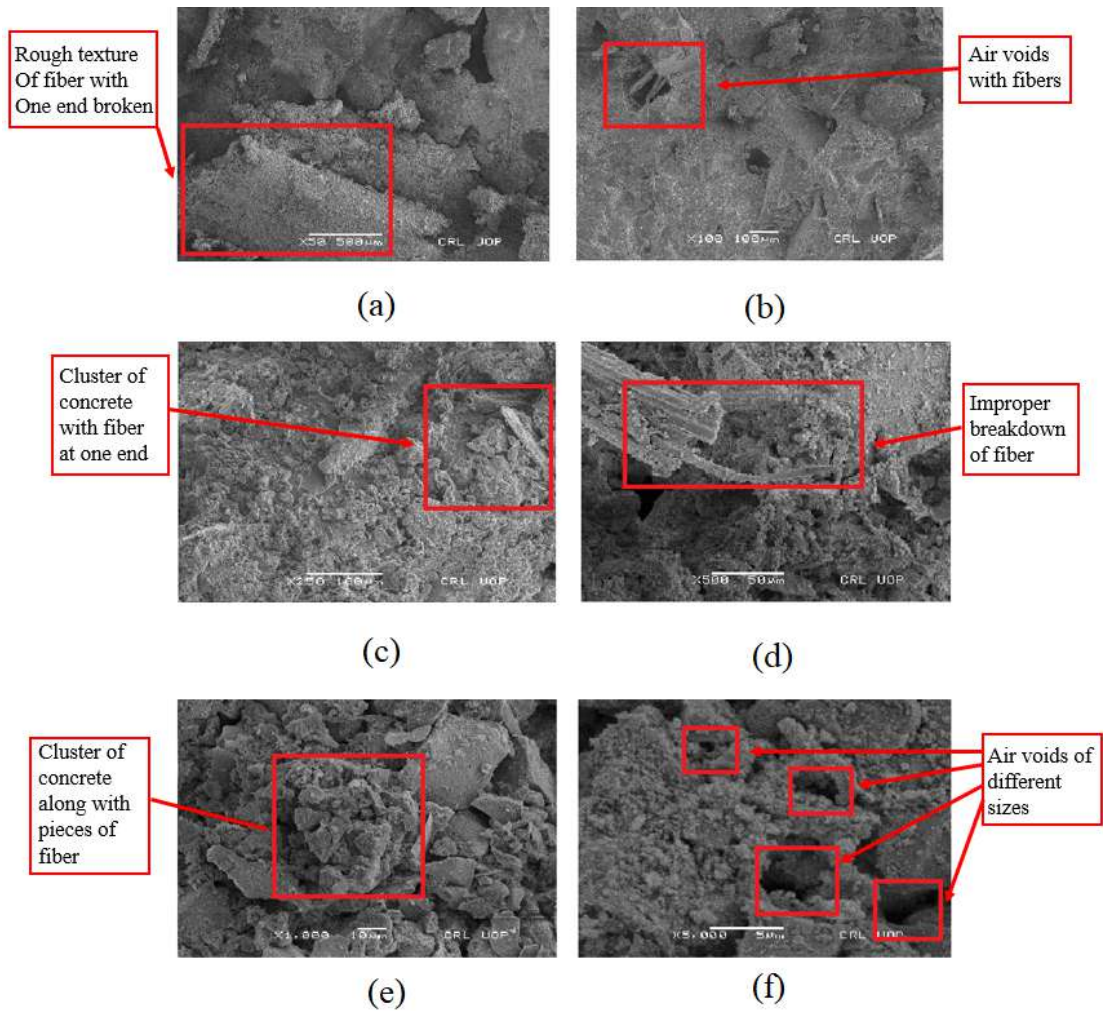 Rough texture
Of fiber with
One end broken
X50 500µm
CRL UOP
(a)
Air voids
with fibers
X100 100µm
CRL UOP
(b)
Cluster of
concrete
with fiber
at one end
X250 100µm
CRL UOP
(c)
Improper
breakdown
of fiber
X500 50µm
CRL UOP
(d)
Cluster of
concrete
along with
pieces of
fiber
X1,000 10µm
CRL UOP
(e)
Air voids of
different
sizes
X5,000 5µm
CRL UOP
(f)